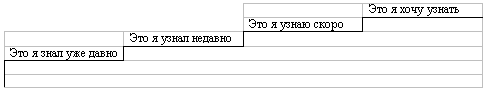 Это я хочу узнать
Это я узнаю скоро
Это я узнал недавно
Это я знал уже давно